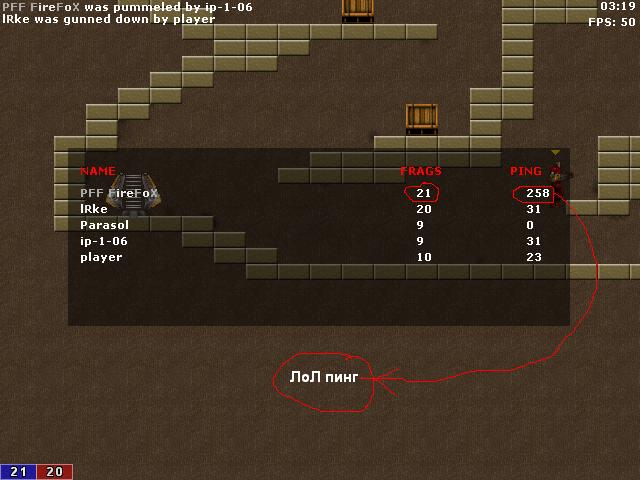 PFF FireFoX was pummeled by ip-1-06
lRke was gunned down by player
03:19
FPS: 50
NAME FRAGS PING
PFF FireFoX 21 258
lRke 20 31
Parasol 9 0
ip-1-06 9 31
player 10 23
ЛоЛ пинг
21 20